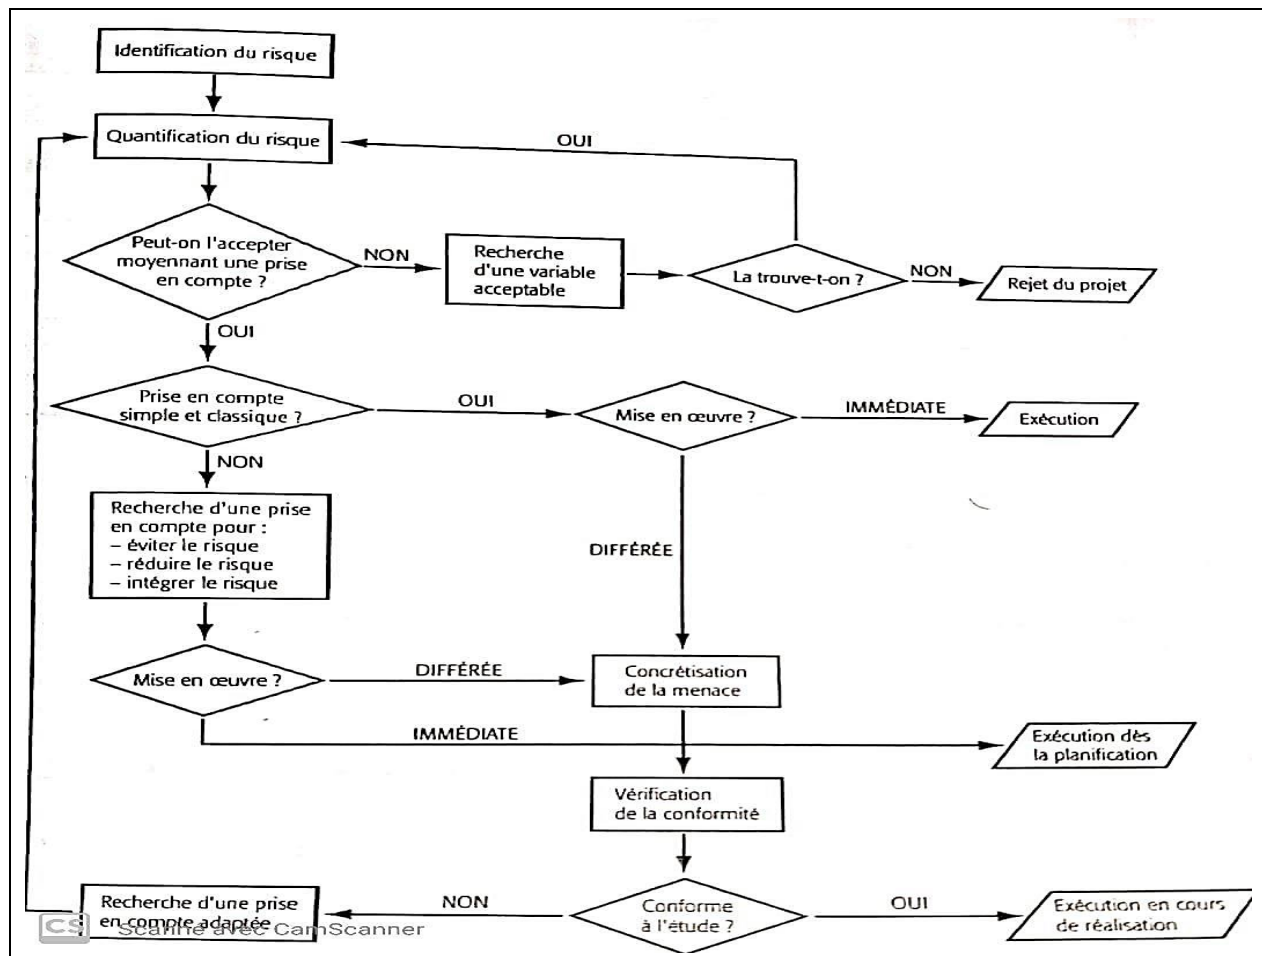 Identification du risque
Quantification du risque
OUI
Peut-on l'accepter
moyennant une prise
en compte ?
NON
Recherche
d'une variable
acceptable
La trouve-t-on ?
NON
Rejet du projet
OUI
Prise en compte
simple et classique ?
OUI
Mise en œuvre ?
IMMÉDIATE
Exécution
NON
Recherche d'une prise
en compte pour :
– éviter le risque
– réduire le risque
– intégrer le risque
DIFFÉRÉE
Mise en œuvre ?
DIFFÉRÉE
Concrétisation
de la menace
IMMÉDIATE
Exécution dès
la planification
Vérification
de la conformité
Recherche d'une prise
en compte adaptée
NON
Conforme
à l'étude ?
OUI
Exécution en cours
de réalisation
CS Scanné avec CamScanner